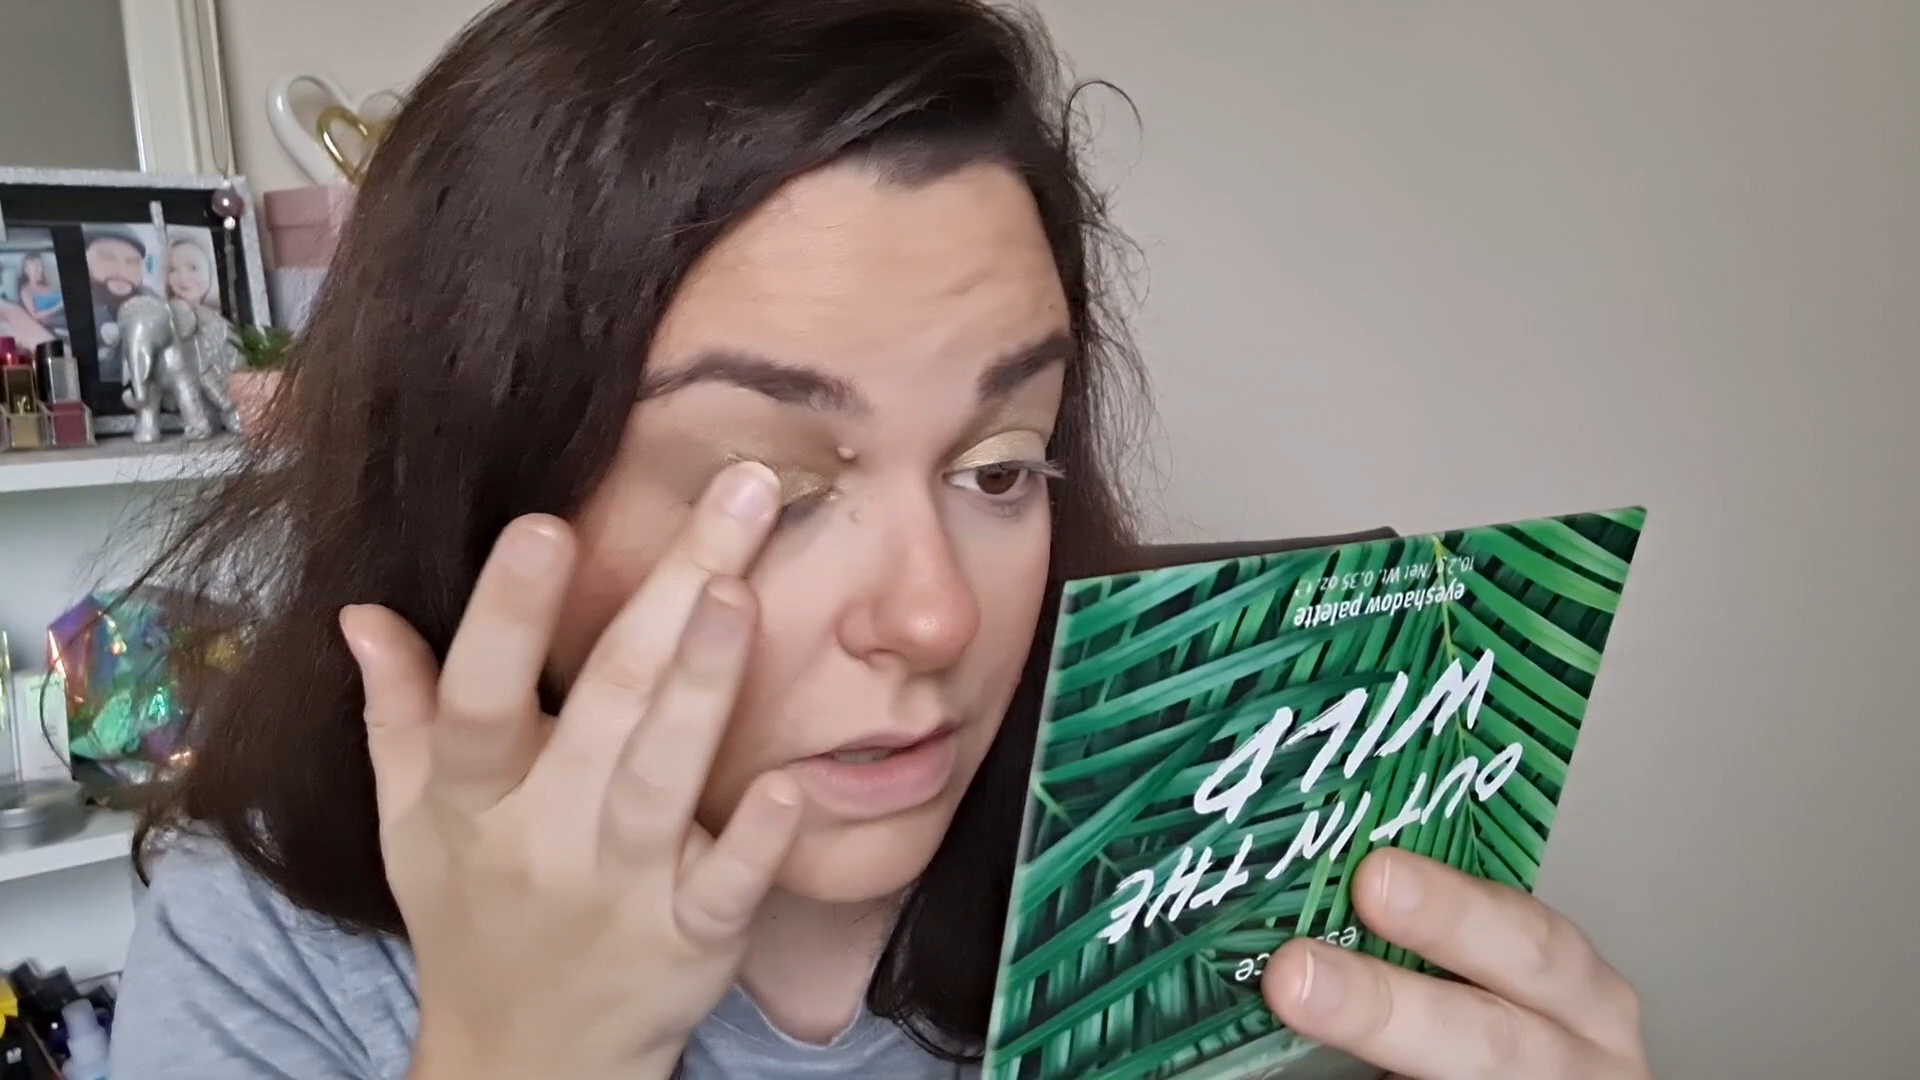 OUT IN THE
WILD
eyeshadow palette
10,2 g / Net Wt. 0.35 oz.